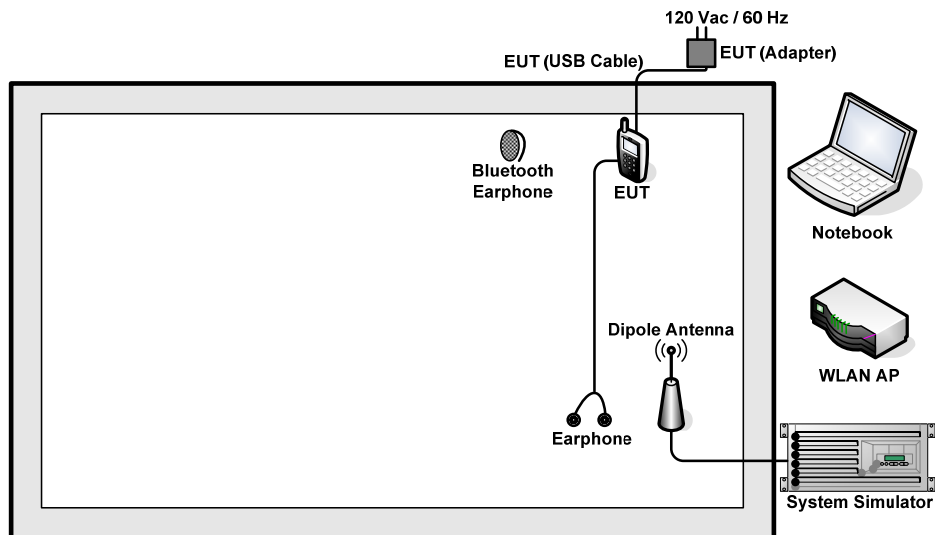 120 Vac / 60 Hz
EUT (USB Cable)
EUT (Adapter)
Bluetooth
Earphone
EUT
Notebook
Dipole Antenna
WLAN AP
Earphone
System Simulator